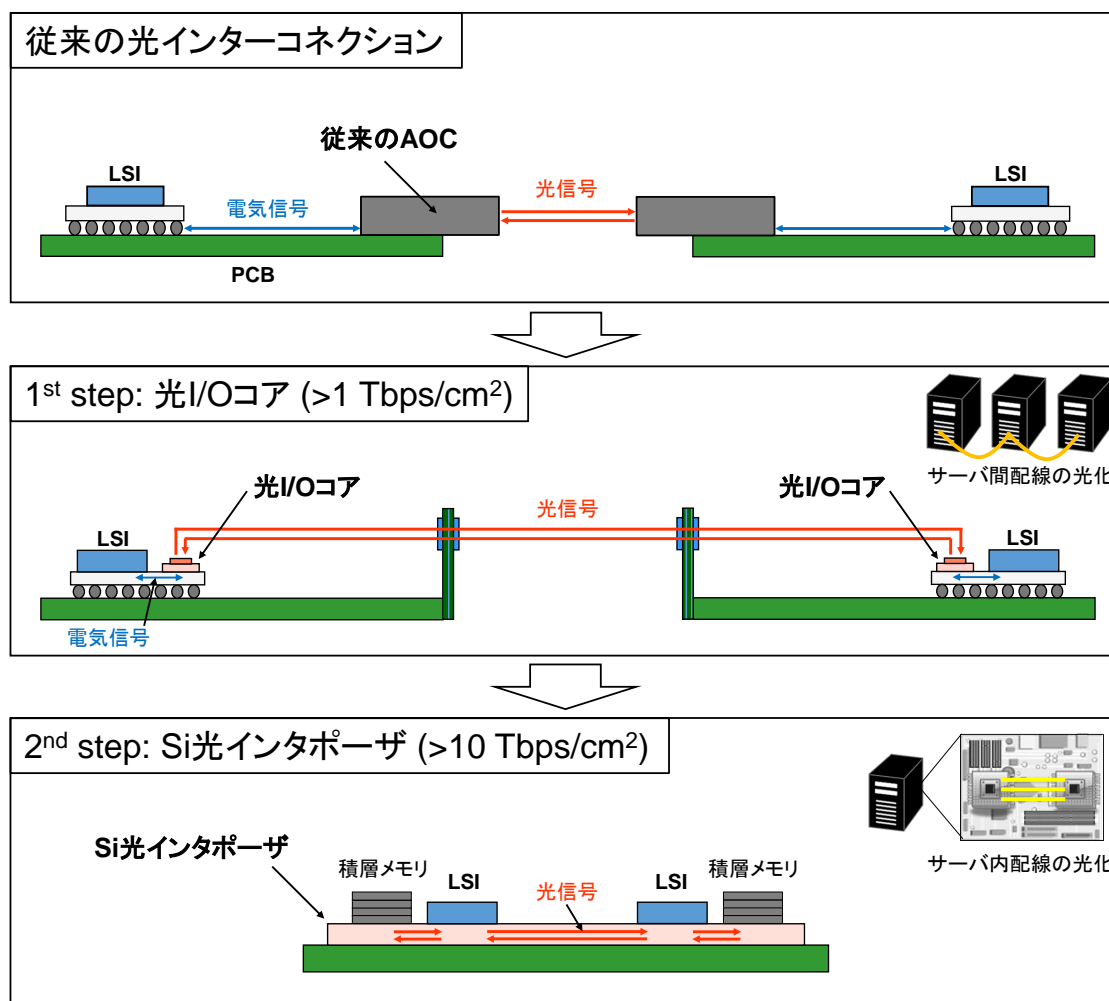 従来の光インターコネクション
従来のAOC
LSI
光信号
LSI
電気信号
PCB
1st step: 光I/Oコア (>1 Tbps/cm2)
サーバ間配線の光化
光I/Oコア
光信号
光I/Oコア
LSI
LSI
電気信号
2nd step: Si光インタポーザ (>10 Tbps/cm2)
サーバ内配線の光化
Si光インタポーザ
積層メモリ
LSI
光信号
LSI
積層メモリ